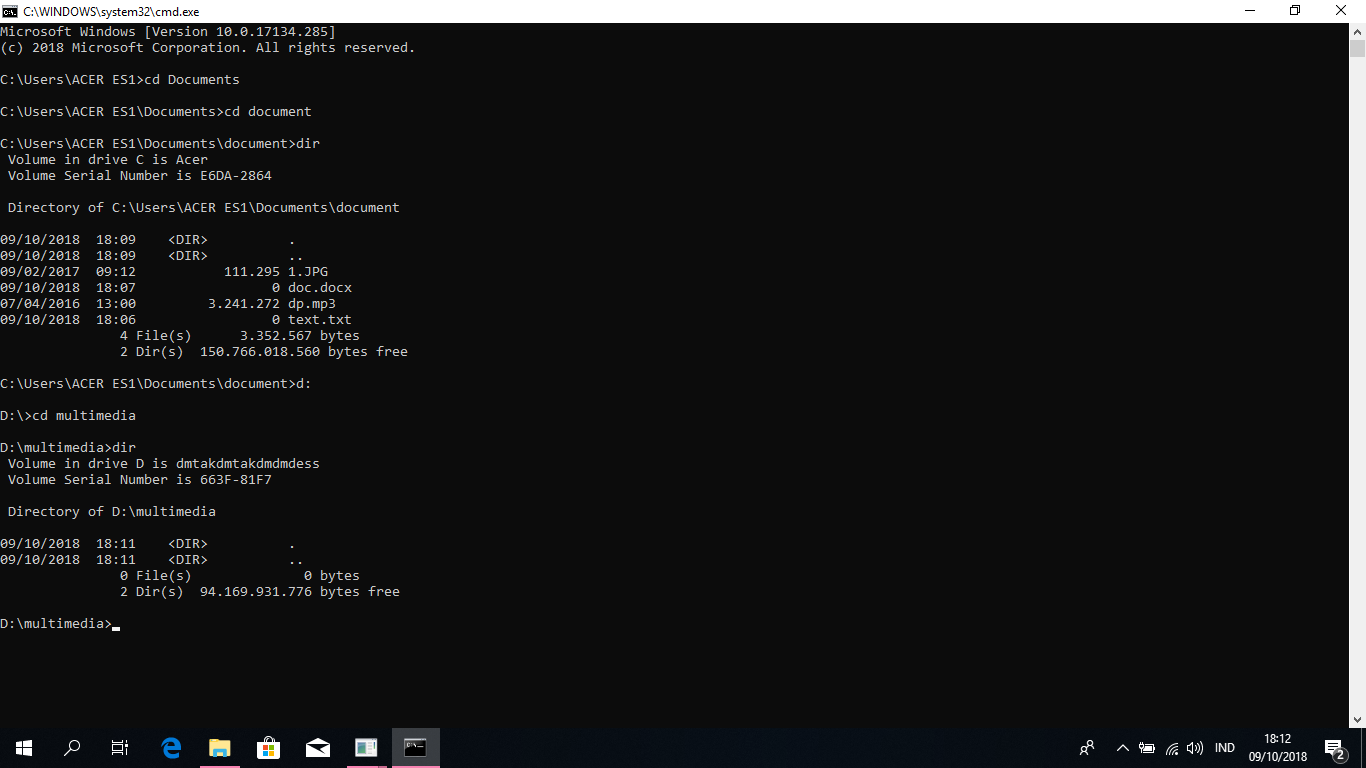 C:\WINDOWS\system32\cmd.exe
Microsoft Windows [Version 10.0.17134.285]
(c) 2018 Microsoft Corporation. All rights reserved.
C:\Users\ACER ES1>cd Documents
C:\Users\ACER ES1\Documents>cd document
C:\Users\ACER ES1\Documents\document>dir
 Volume in drive C is Acer
 Volume Serial Number is E6DA-2864
 Directory of C:\Users\ACER ES1\Documents\document
09/10/2018  18:09    <DIR>          .
09/10/2018  18:09    <DIR>          ..
09/02/2017  09:12           111.295 1.JPG
09/10/2018  18:07                 0 doc.docx
07/04/2016  13:00         3.241.272 dp.mp3
09/10/2018  18:06                 0 text.txt
               4 File(s)      3.352.567 bytes
               2 Dir(s)  150.766.018.560 bytes free
C:\Users\ACER ES1\Documents\document>d:
D:\>cd multimedia
D:\multimedia>dir
 Volume in drive D is dmtakdmtakdmdmdess
 Volume Serial Number is 663F-81F7
 Directory of D:\multimedia
09/10/2018  18:11    <DIR>          .
09/10/2018  18:11    <DIR>          ..
               0 File(s)              0 bytes
               2 Dir(s)  94.169.931.776 bytes free
D:\multimedia>
IND
18:12
09/10/2018
2